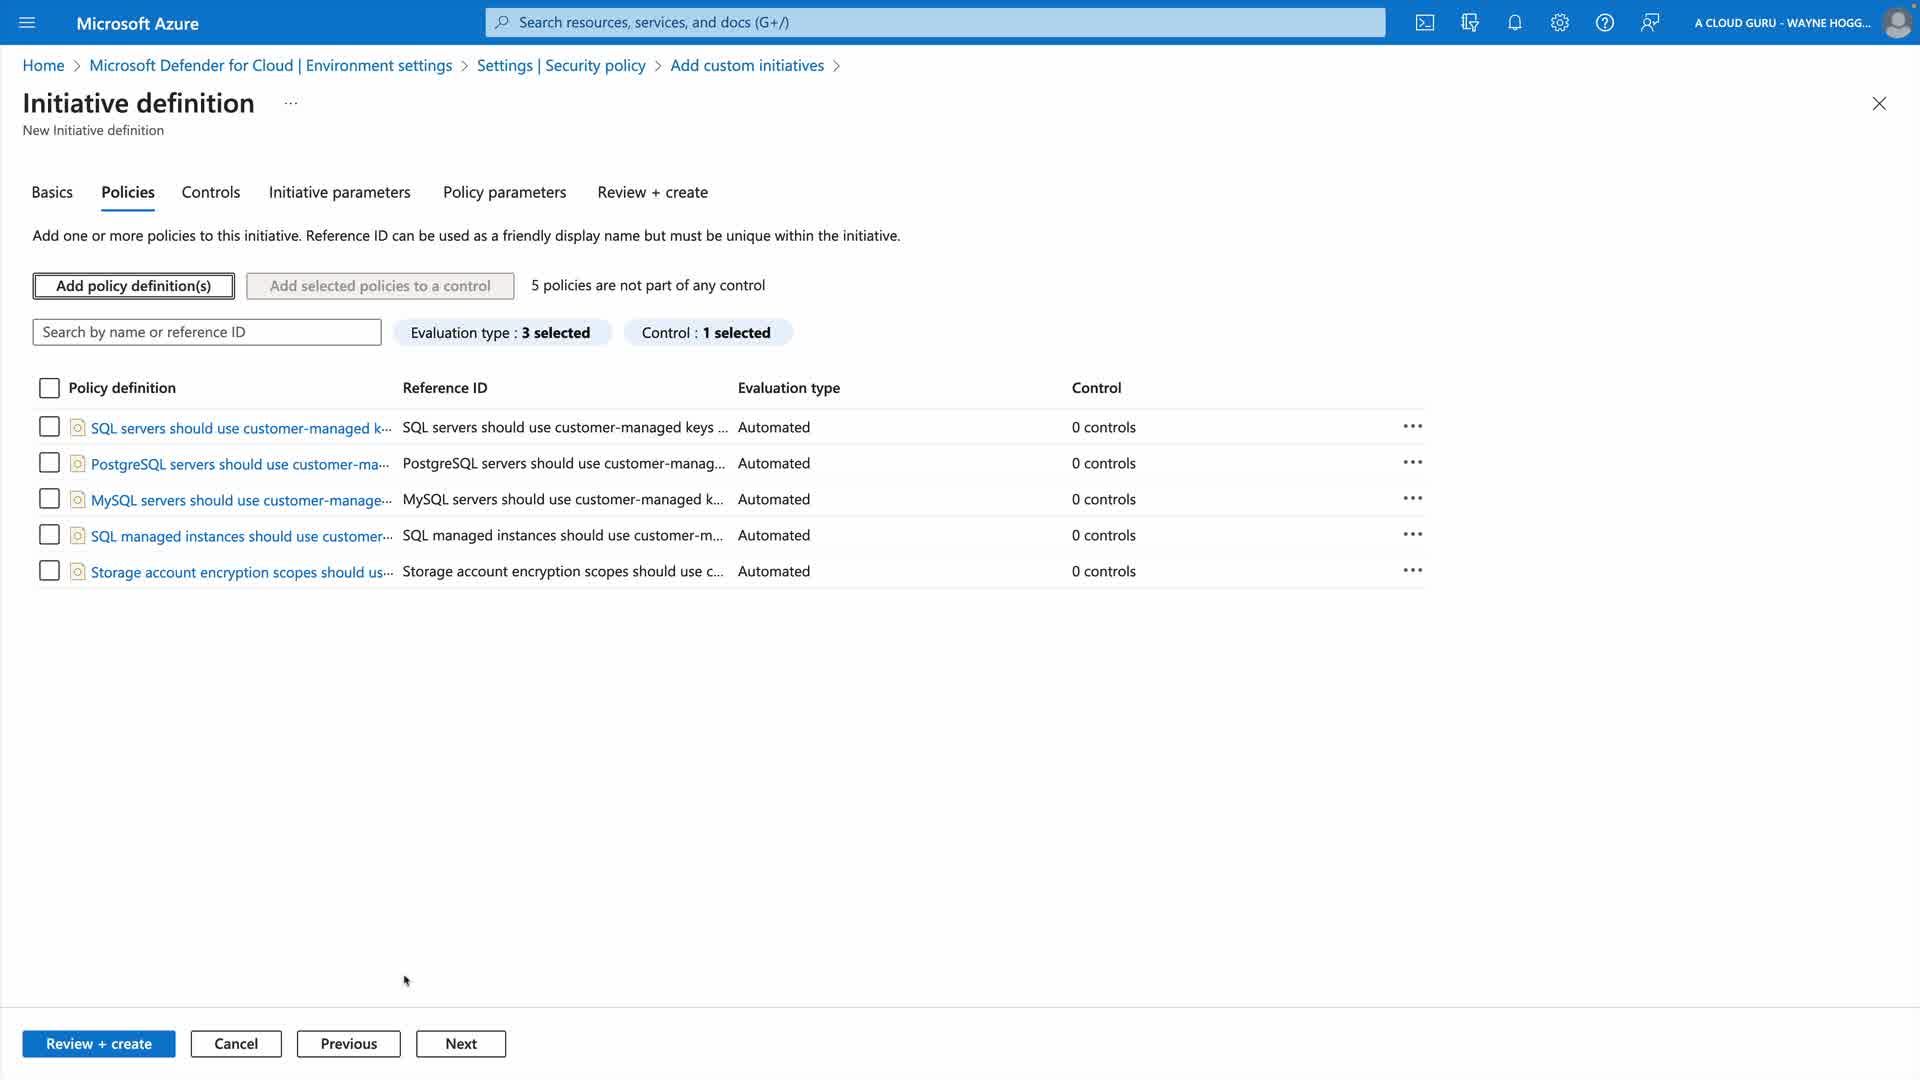 Microsoft Azure
Search resources, services, and docs (G+/)
A CLOUD GURU - WAYNE HOGG...
Home > Microsoft Defender for Cloud | Environment settings > Settings | Security policy > Add custom initiatives >
Initiative definition ...
New Initiative definition
Basics Policies Controls Initiative parameters Policy parameters Review + create
Add one or more policies to this initiative. Reference ID can be used as a friendly display name but must be unique within the initiative.
Add policy definition(s) Add selected policies to a control 5 policies are not part of any control
Search by name or reference ID Evaluation type : 3 selected Control : 1 selected
Policy definition Reference ID Evaluation type Control
SQL servers should use customer-managed k... SQL servers should use customer-managed keys ... Automated 0 controls ...
PostgreSQL servers should use customer-ma... PostgreSQL servers should use customer-manag... Automated 0 controls ...
MySQL servers should use customer-manage... MySQL servers should use customer-managed k... Automated 0 controls ...
SQL managed instances should use customer... SQL managed instances should use customer-m... Automated 0 controls ...
Storage account encryption scopes should us... Storage account encryption scopes should use c... Automated 0 controls ...
Review + create Cancel Previous Next